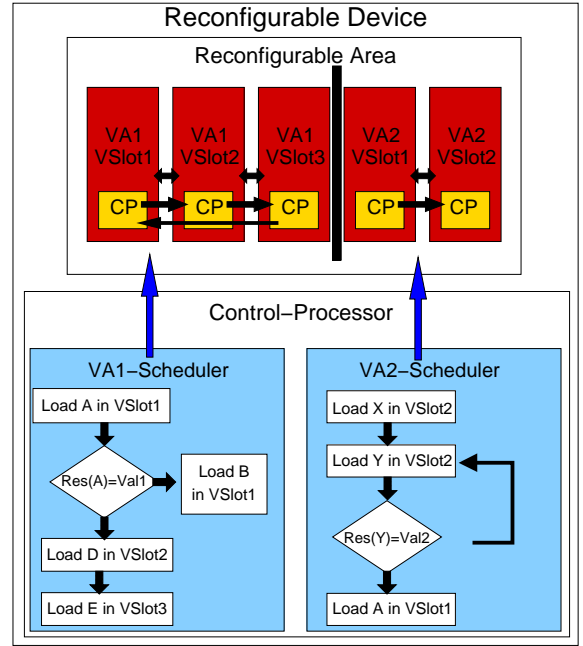 Reconfigurable Device
Reconfigurable Area
VA1 VSlot1
VA1 VSlot2
VA1 VSlot3
VA2 VSlot1
VA2 VSlot2
CP
CP
CP
CP
CP
Control–Processor
VA1–Scheduler
Load A in VSlot1
Res(A)=Val1
Load B
in VSlot1
Load D in VSlot2
Load E in VSlot3
VA2–Scheduler
Load X in VSlot2
Load Y in VSlot2
Res(Y)=Val2
Load A in VSlot1